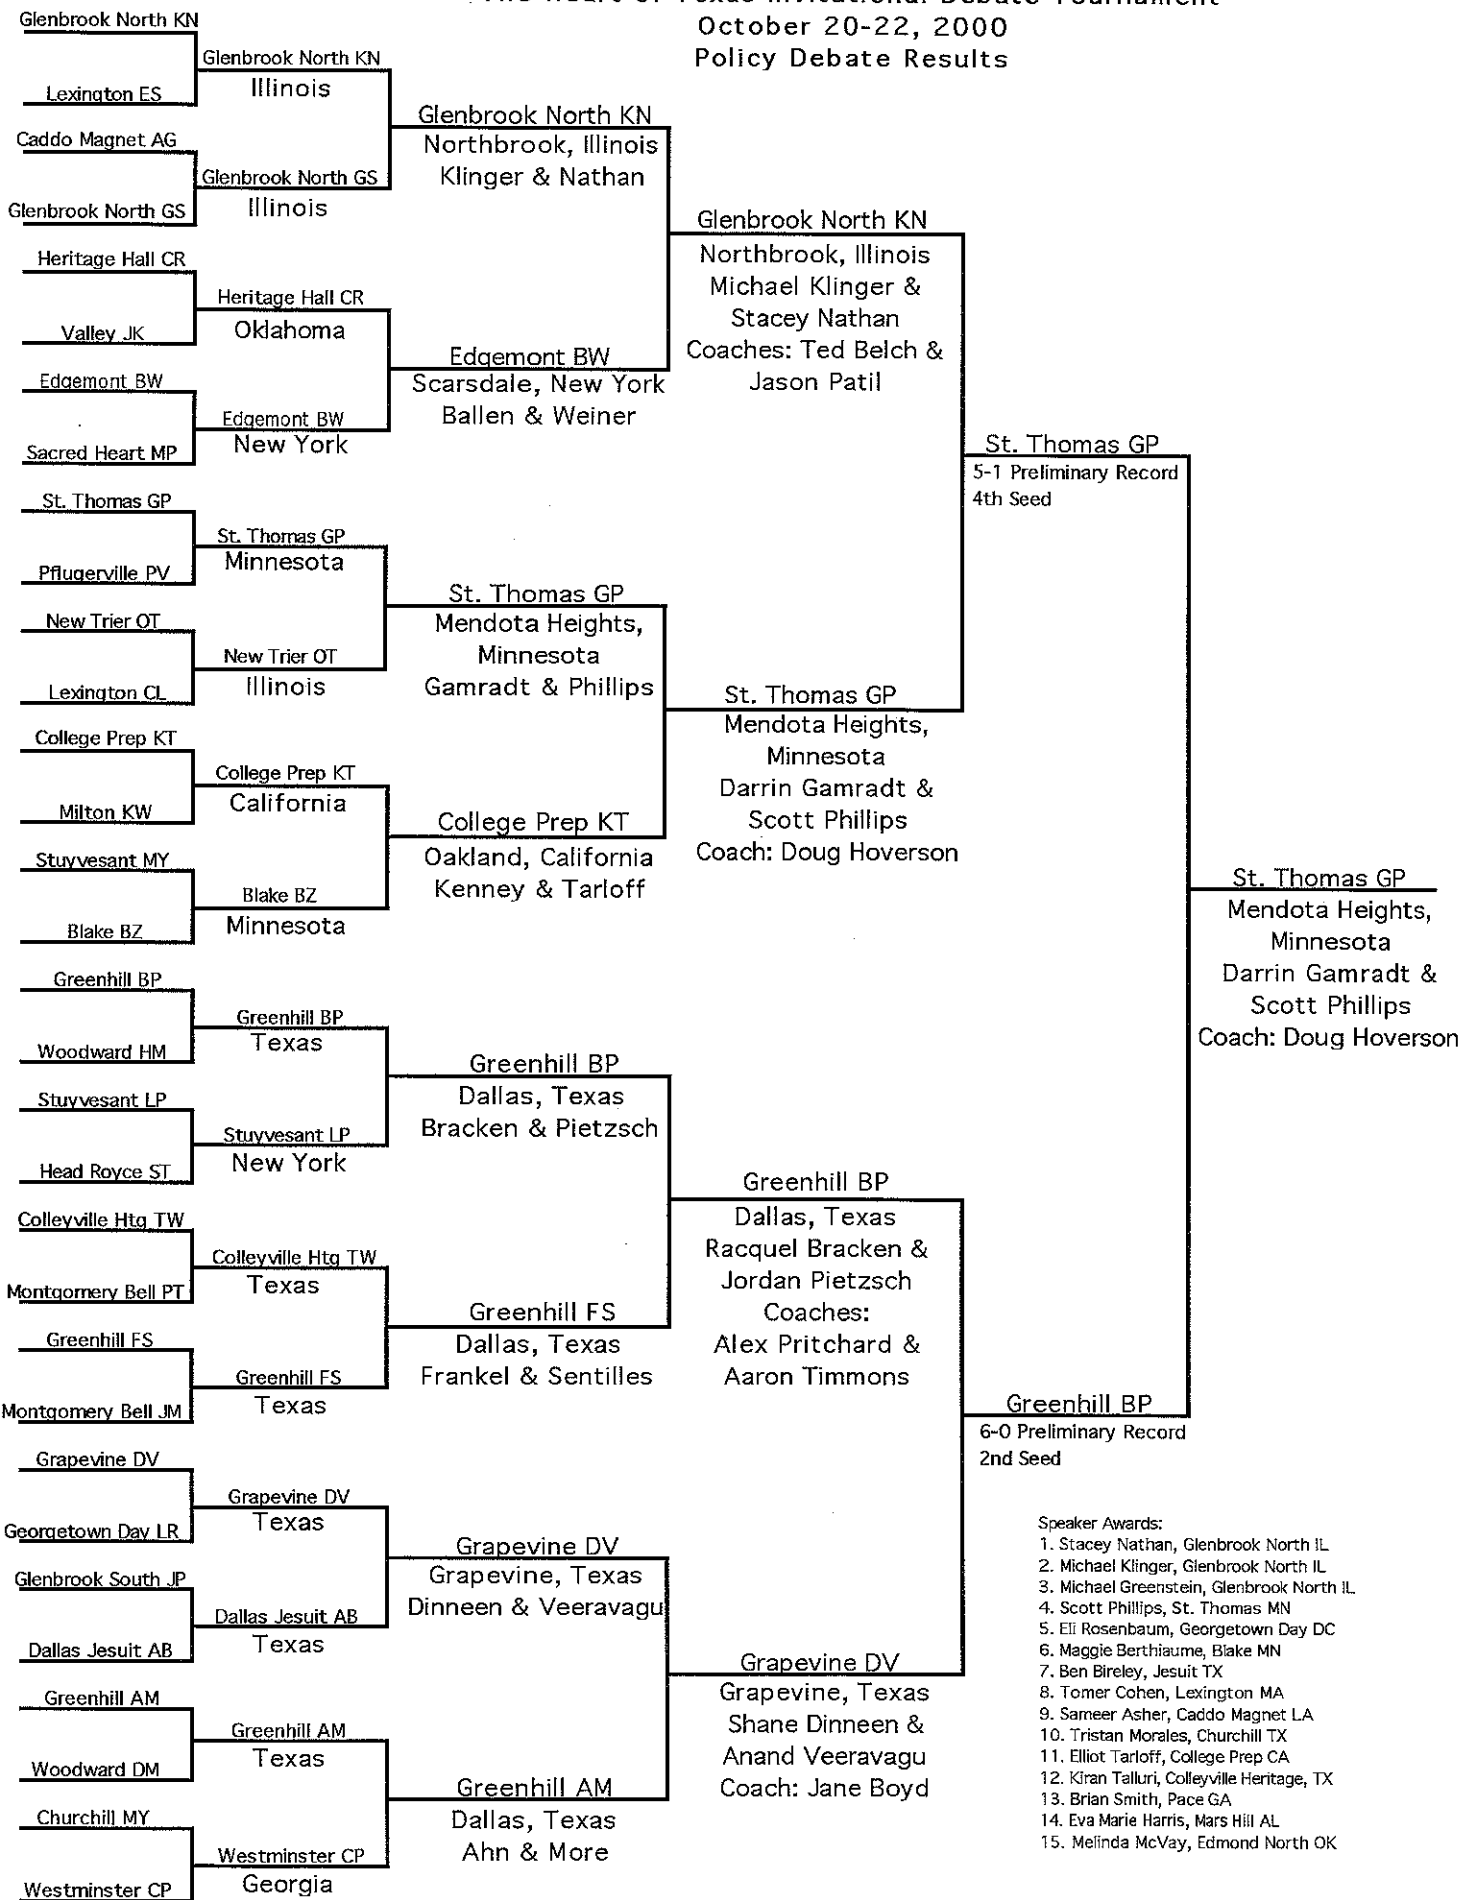 The Heart of Texas Invitational Debate Tournament
October 20-22, 2000
Policy Debate Results
Glenbrook North KN
Lexington ES
Caddo Magnet AG
Glenbrook North GS
Heritage Hall CR
Valley JK
Edgemont BW
Sacred Heart MP
St. Thomas GP
Pflugerville PV
New Trier OT
Lexington CL
College Prep KT
Milton KW
Stuyvesant MY
Blake BZ
Greenhill BP
Woodward HM
Stuyvesant LP
Head Royce ST
Colleyville Htg TW
Montgomery Bell PT
Greenhill FS
Montgomery Bell JM
Grapevine DV
Georgetown Day LR
Glenbrook South JP
Dallas Jesuit AB
Greenhill AM
Woodward DM
Churchill MY
Westminster CP
Glenbrook North KN
Illinois
Glenbrook North GS
Illinois
Heritage Hall CR
Oklahoma
Edgemont BW
New York
St. Thomas GP
Minnesota
New Trier OT
Illinois
College Prep KT
California
Blake BZ
Minnesota
Greenhill BP
Texas
Stuyvesant LP
New York
Colleyville Htg TW
Texas
Greenhill FS
Texas
Grapevine DV
Texas
Dallas Jesuit AB
Texas
Greenhill AM
Texas
Westminster CP
Georgia
Glenbrook North KN
Northbrook, Illinois
Klinger & Nathan
Edgemont BW
Scarsdale, New York
Ballen & Weiner
St. Thomas GP
Mendota Heights,
Minnesota
Gamradt & Phillips
College Prep KT
Oakland, California
Kenney & Tarloff
Greenhill BP
Dallas, Texas
Bracken & Pietzsch
Greenhill FS
Dallas, Texas
Frankel & Sentilles
Grapevine DV
Grapevine, Texas
Dinneen & Veeravagu
Greenhill AM
Dallas, Texas
Ahn & More
Glenbrook North KN
Northbrook, Illinois
Michael Klinger &
Stacey Nathan
Coaches: Ted Belch &
Jason Patil
St. Thomas GP
Mendota Heights,
Minnesota
Darrin Gamradt &
Scott Phillips
Coach: Doug Hoverson
Greenhill BP
Dallas, Texas
Racquel Bracken &
Jordan Pietzsch
Coaches:
Alex Pritchard &
Aaron Timmons
Grapevine DV
Grapevine, Texas
Shane Dinneen &
Anand Veeravagu
Coach: Jane Boyd
St. Thomas GP
5-1 Preliminary Record
4th Seed
Greenhill BP
6-0 Preliminary Record
2nd Seed
St. Thomas GP
Mendota Heights,
Minnesota
Darrin Gamradt &
Scott Phillips
Coach: Doug Hoverson
Speaker Awards:
1. Stacey Nathan, Glenbrook North IL
2. Michael Klinger, Glenbrook North IL
3. Michael Greenstein, Glenbrook North IL
4. Scott Phillips, St. Thomas MN
5. Eli Rosenbaum, Georgetown Day DC
6. Maggie Berthiaume, Blake MN
7. Ben Bireley, Jesuit TX
8. Tomer Cohen, Lexington MA
9. Sameer Asher, Caddo Magnet LA
10. Tristan Morales, Churchill TX
11. Elliot Tarloff, College Prep CA
12. Kiran Talluri, Colleyville Heritage, TX
13. Brian Smith, Pace GA
14. Eva Marie Harris, Mars Hill AL
15. Melinda McVay, Edmond North OK